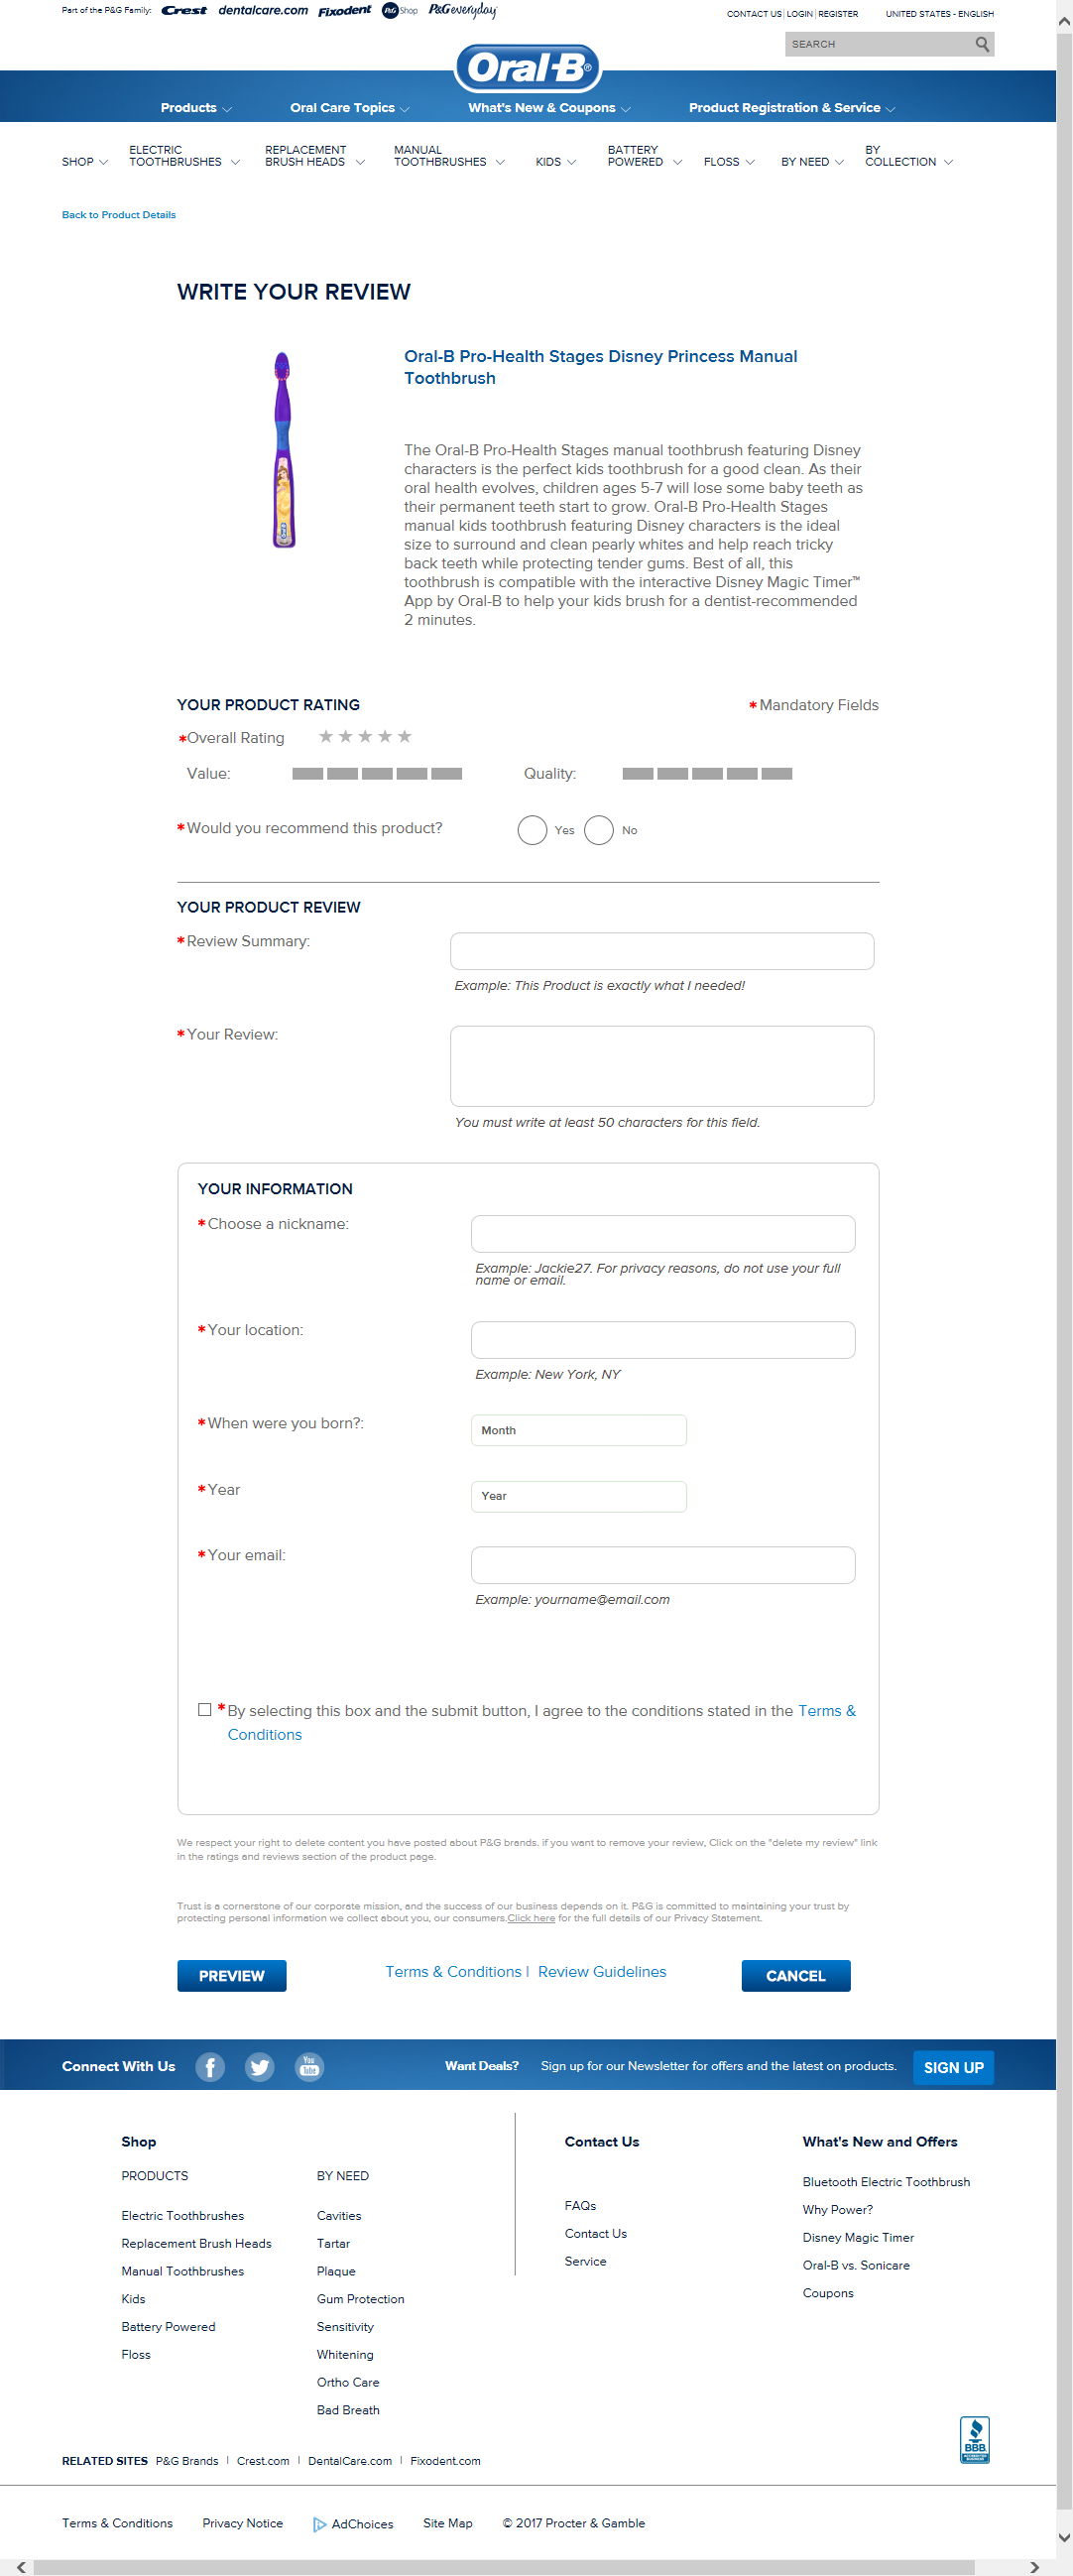 Part of the P&G Family: Crest dentalcare.com Fixodent P&G Shop P&G everyday
CONTACT US | LOGIN | REGISTER UNITED STATES - ENGLISH
SEARCH
Oral-B®
Products Oral Care Topics What's New & Coupons Product Registration & Service
SHOP ELECTRIC TOOTHBRUSHES REPLACEMENT BRUSH HEADS MANUAL TOOTHBRUSHES KIDS BATTERY POWERED FLOSS BY NEED BY COLLECTION
Back to Product Details
WRITE YOUR REVIEW
Oral-B Pro-Health Stages Disney Princess Manual
Toothbrush
The Oral-B Pro-Health Stages manual toothbrush featuring Disney
characters is the perfect kids toothbrush for a good clean. As their
oral health evolves, children ages 5-7 will lose some baby teeth as
their permanent teeth start to grow. Oral-B Pro-Health Stages
manual kids toothbrush featuring Disney characters is the ideal
size to surround and clean pearly whites and help reach tricky
back teeth while protecting tender gums. Best of all, this
toothbrush is compatible with the interactive Disney Magic Timer™
App by Oral-B to help your kids brush for a dentist-recommended
2 minutes.
YOUR PRODUCT RATING
*Mandatory Fields
*Overall Rating
Value: Quality:
*Would you recommend this product? Yes No
YOUR PRODUCT REVIEW
*Review Summary:
Example: This Product is exactly what I needed!
*Your Review:
You must write at least 50 characters for this field.
YOUR INFORMATION
*Choose a nickname:
Example: Jackie27. For privacy reasons, do not use your full
name or email.
*Your location:
Example: New York, NY
*When were you born?: Month
*Year Year
*Your email:
Example: yourname@email.com
*By selecting this box and the submit button, I agree to the conditions stated in the Terms &
Conditions
We respect your right to delete content you have posted about P&G brands. if you want to remove your review, Click on the "delete my review" link
in the ratings and reviews section of the product page.
Trust is a cornerstone of our corporate mission, and the success of our business depends on it. P&G is committed to maintaining your trust by
protecting personal information we collect about you, our consumers.Click here for the full details of our Privacy Statement.
PREVIEW Terms & Conditions | Review Guidelines CANCEL
Connect With Us You Tube Want Deals? Sign up for our Newsletter for offers and the latest on products. SIGN UP
Shop
PRODUCTS
Electric Toothbrushes
Replacement Brush Heads
Manual Toothbrushes
Kids
Battery Powered
Floss
BY NEED
Cavities
Tartar
Plaque
Gum Protection
Sensitivity
Whitening
Ortho Care
Bad Breath
Contact Us
FAQs
Contact Us
Service
What's New and Offers
Bluetooth Electric Toothbrush
Why Power?
Disney Magic Timer
Oral-B vs. Sonicare
Coupons
BBB
ACCREDITED BUSINESS
RELATED SITES P&G Brands | Crest.com | DentalCare.com | Fixodent.com
Terms & Conditions Privacy Notice AdChoices Site Map © 2017 Procter & Gamble